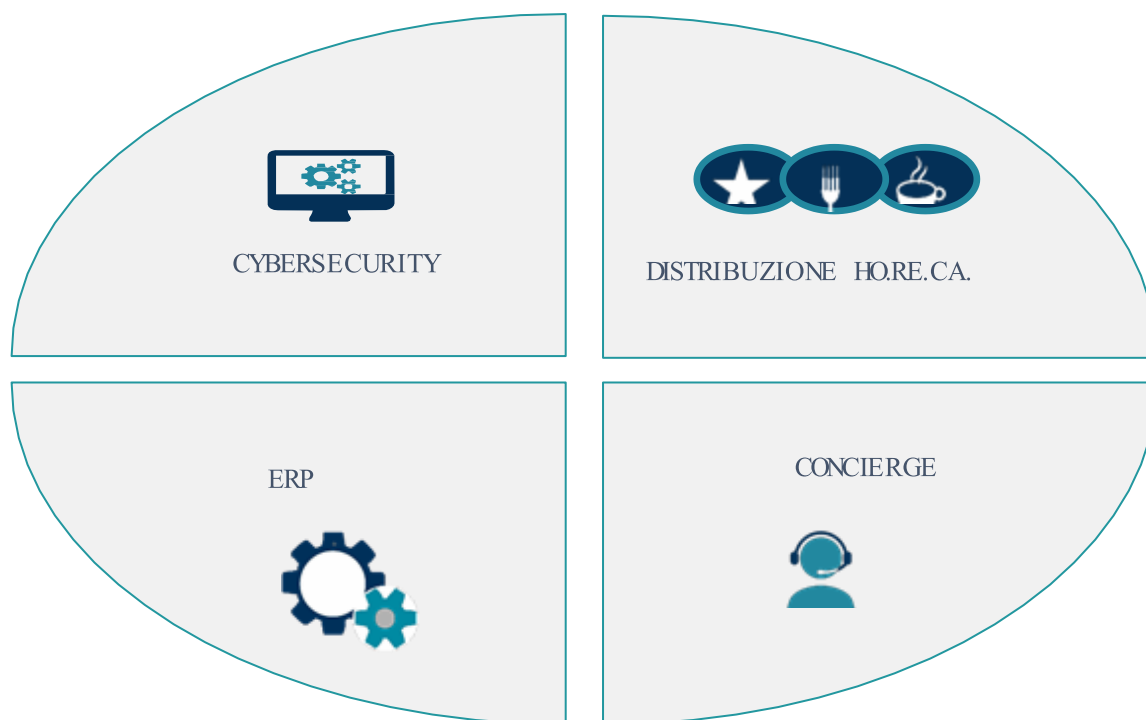 CYBERSECURITY
DISTRIBUZIONE HO.RE.CA.
ERP
CONCIERGE